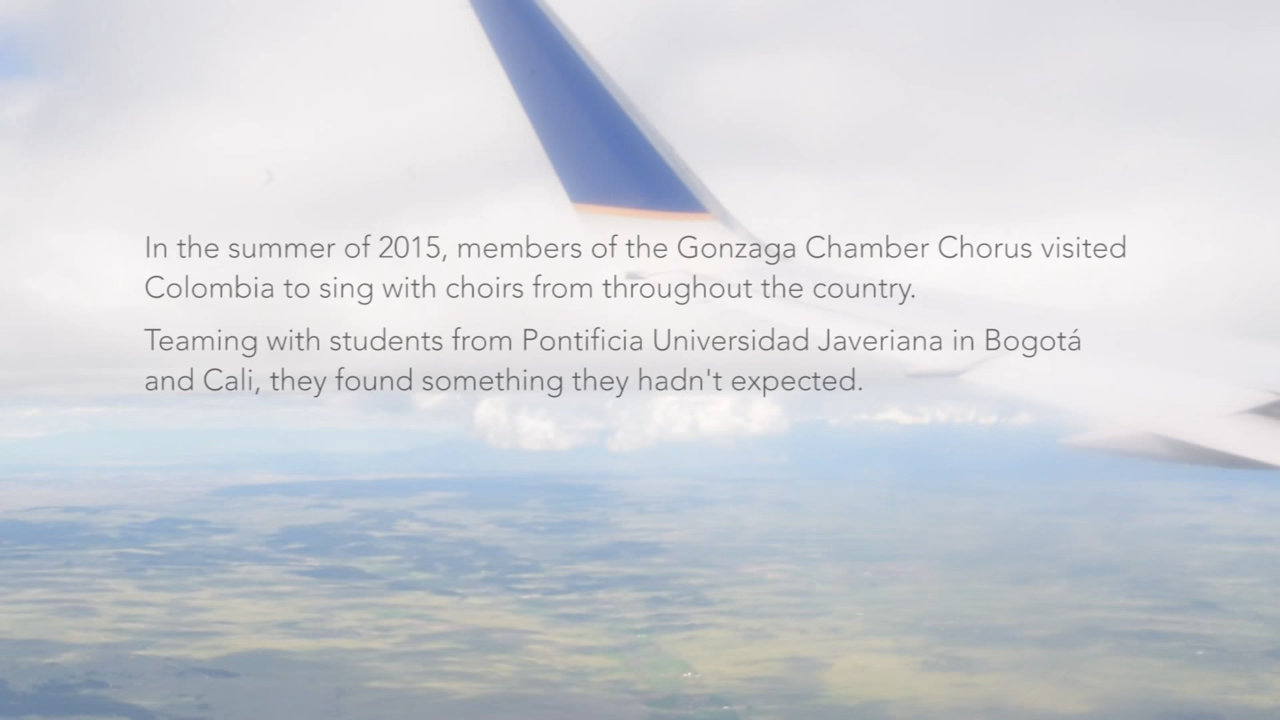 In the summer of 2015, members of the Gonzaga Chamber Chorus visited
Colombia to sing with choirs from throughout the country.
Teaming with students from Pontificia Universidad Javeriana in Bogotá
and Cali, they found something they hadn't expected.